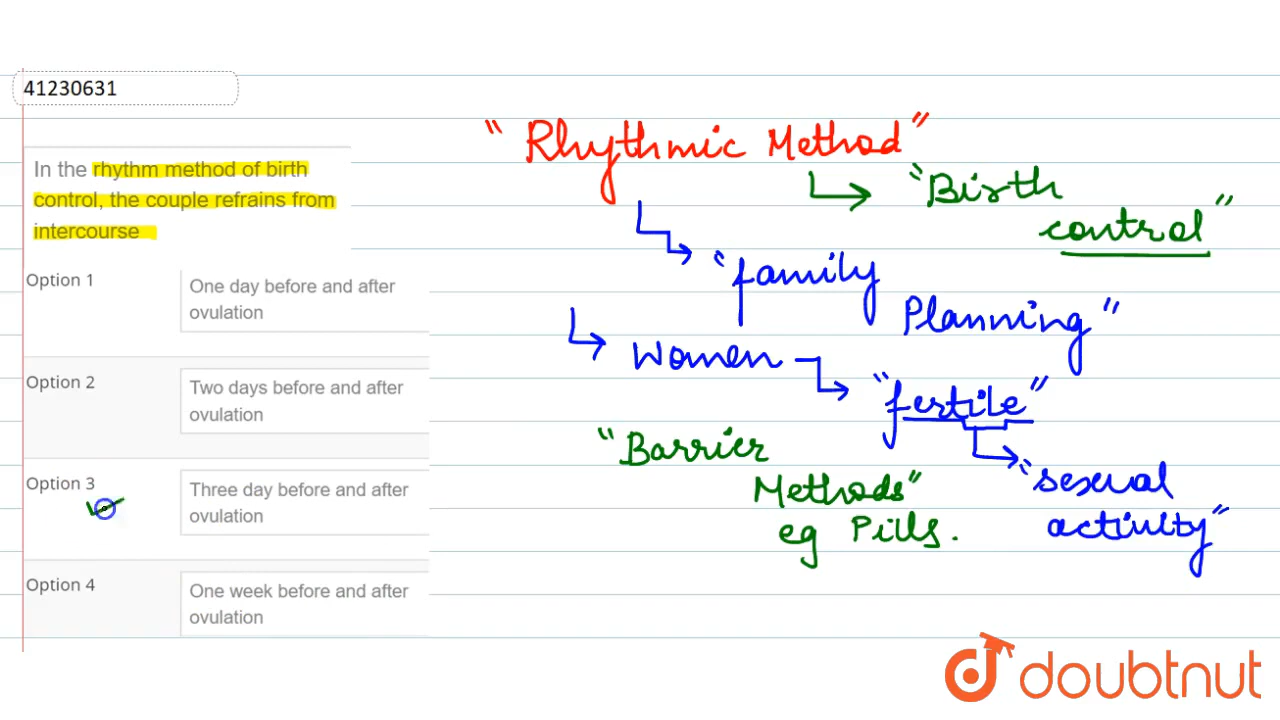 41230631
In the rhythm method of birth
control, the couple refrains from
intercourse
Option 1
One day before and after
ovulation
Option 2
Two days before and after
ovulation
Option 3
Three day before and after
ovulation
Option 4
One week before and after
ovulation
"Rhythmic Method"
"Birth
control"
"family
Planning"
Women
"fertile"
"sexual
activity"
"Barrier
Methods"
eg Pills.
doubtnut